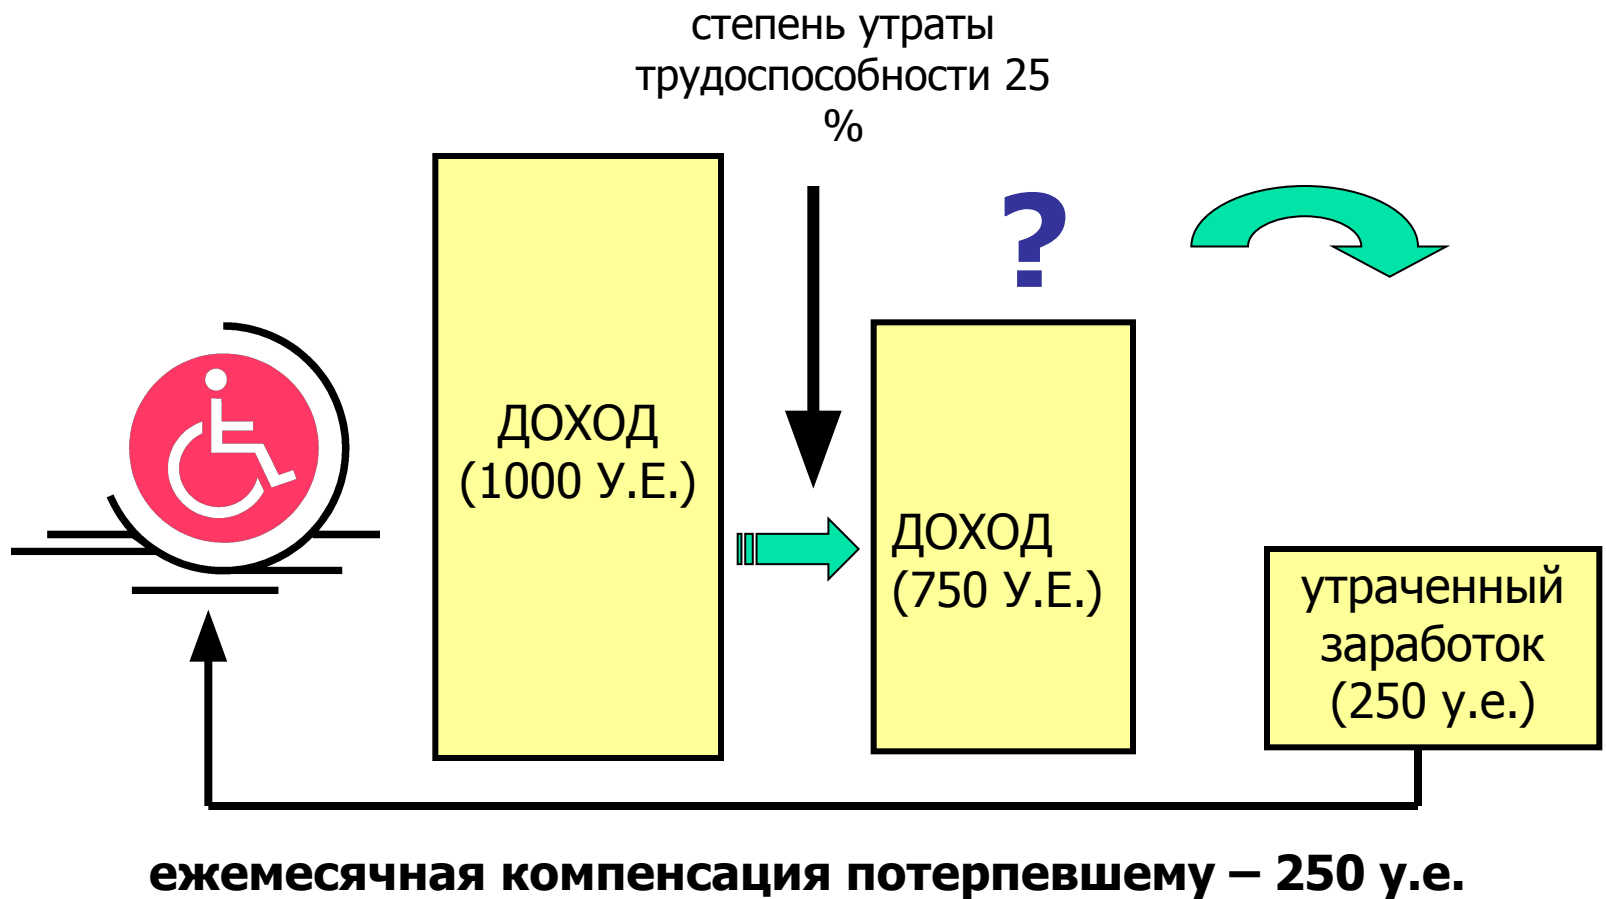 степень утраты
трудоспособности 25
%
?
ДОХОД
(1000 У.Е.)
ДОХОД
(750 У.Е.)
утраченный
заработок
(250 у.е.)
ежемесячная компенсация потерпевшему – 250 у.е.